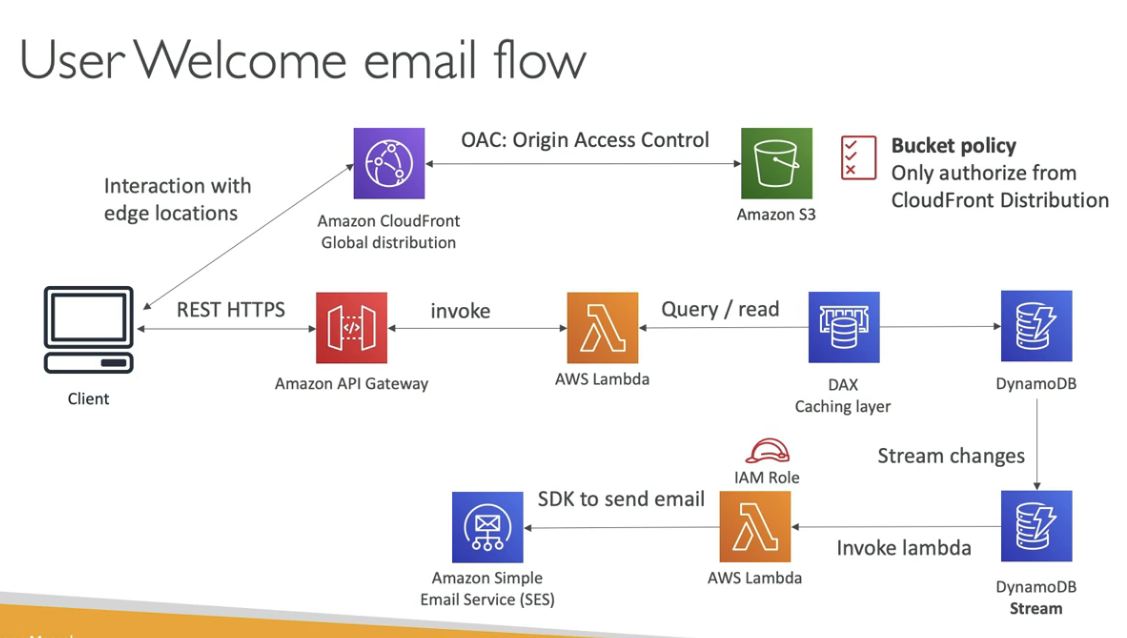 User Welcome email flow
OAC: Origin Access Control
Bucket policy
Only authorize from
CloudFront Distribution
Interaction with
edge locations
Amazon CloudFront
Global distribution
Amazon S3
REST HTTPS
invoke
Query / read
Client
Amazon API Gateway
AWS Lambda
DAX
Caching layer
DynamoDB
Stream changes
IAM Role
SDK to send email
Invoke lambda
Amazon Simple
Email Service (SES)
AWS Lambda
DynamoDB
Stream